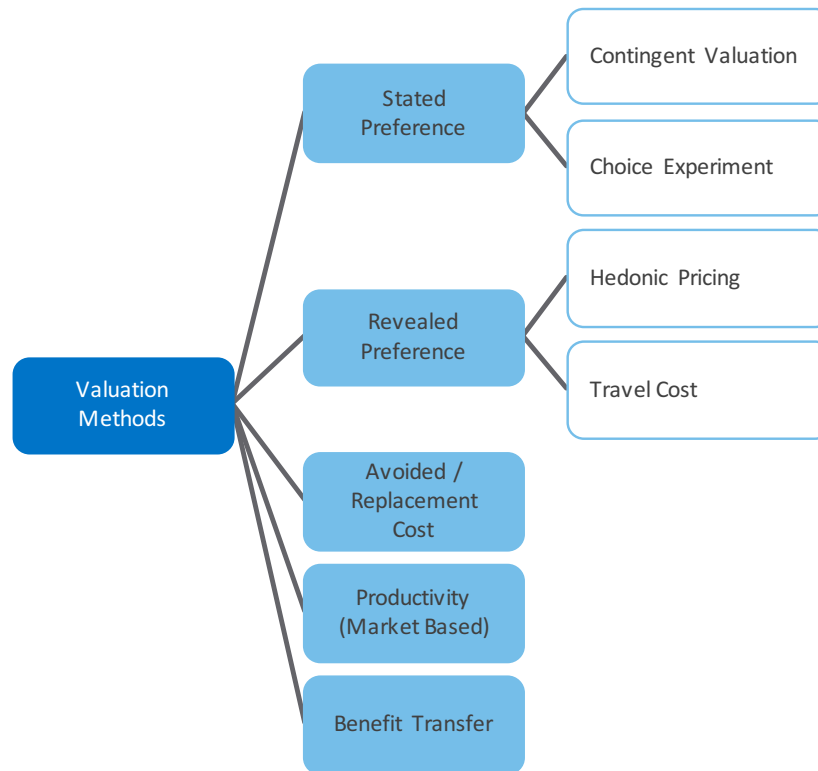 Valuation
Methods
Stated
Preference
Contingent Valuation
Choice Experiment
Revealed
Preference
Hedonic Pricing
Travel Cost
Avoided /
Replacement
Cost
Productivity
(Market Based)
Benefit Transfer